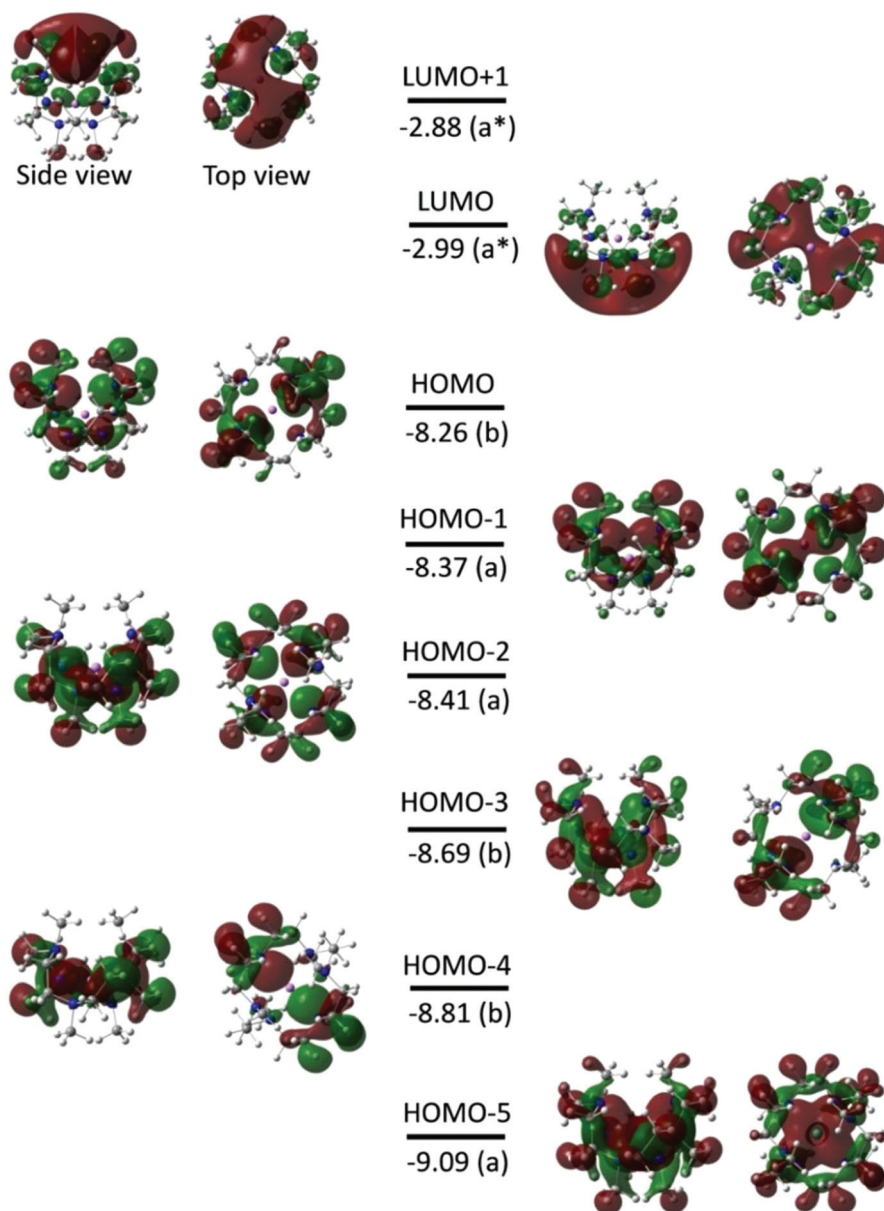 LUMO+1
-2.88 (a*)
Side view
Top view
LUMO
-2.99 (a*)
HOMO
-8.26 (b)
HOMO-1
-8.37 (a)
HOMO-2
-8.41 (a)
HOMO-3
-8.69 (b)
HOMO-4
-8.81 (b)
HOMO-5
-9.09 (a)